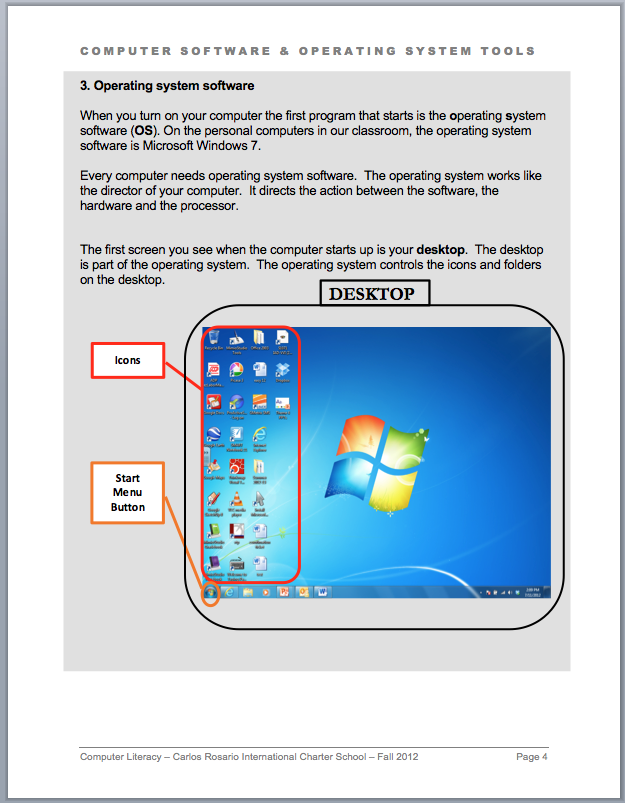 COMPUTER SOFTWARE & OPERATING SYSTEM TOOLS
3. Operating system software
When you turn on your computer the first program that starts is the operating system
software (OS). On the personal computers in our classroom, the operating system
software is Microsoft Windows 7.
Every computer needs operating system software. The operating system works like
the director of your computer. It directs the action between the software, the
hardware and the processor.
The first screen you see when the computer starts up is your desktop. The desktop
is part of the operating system. The operating system controls the icons and folders
on the desktop.
DESKTOP
Icons
Start
Menu
Button
Computer Literacy – Carlos Rosario International Charter School – Fall 2012
Page 4